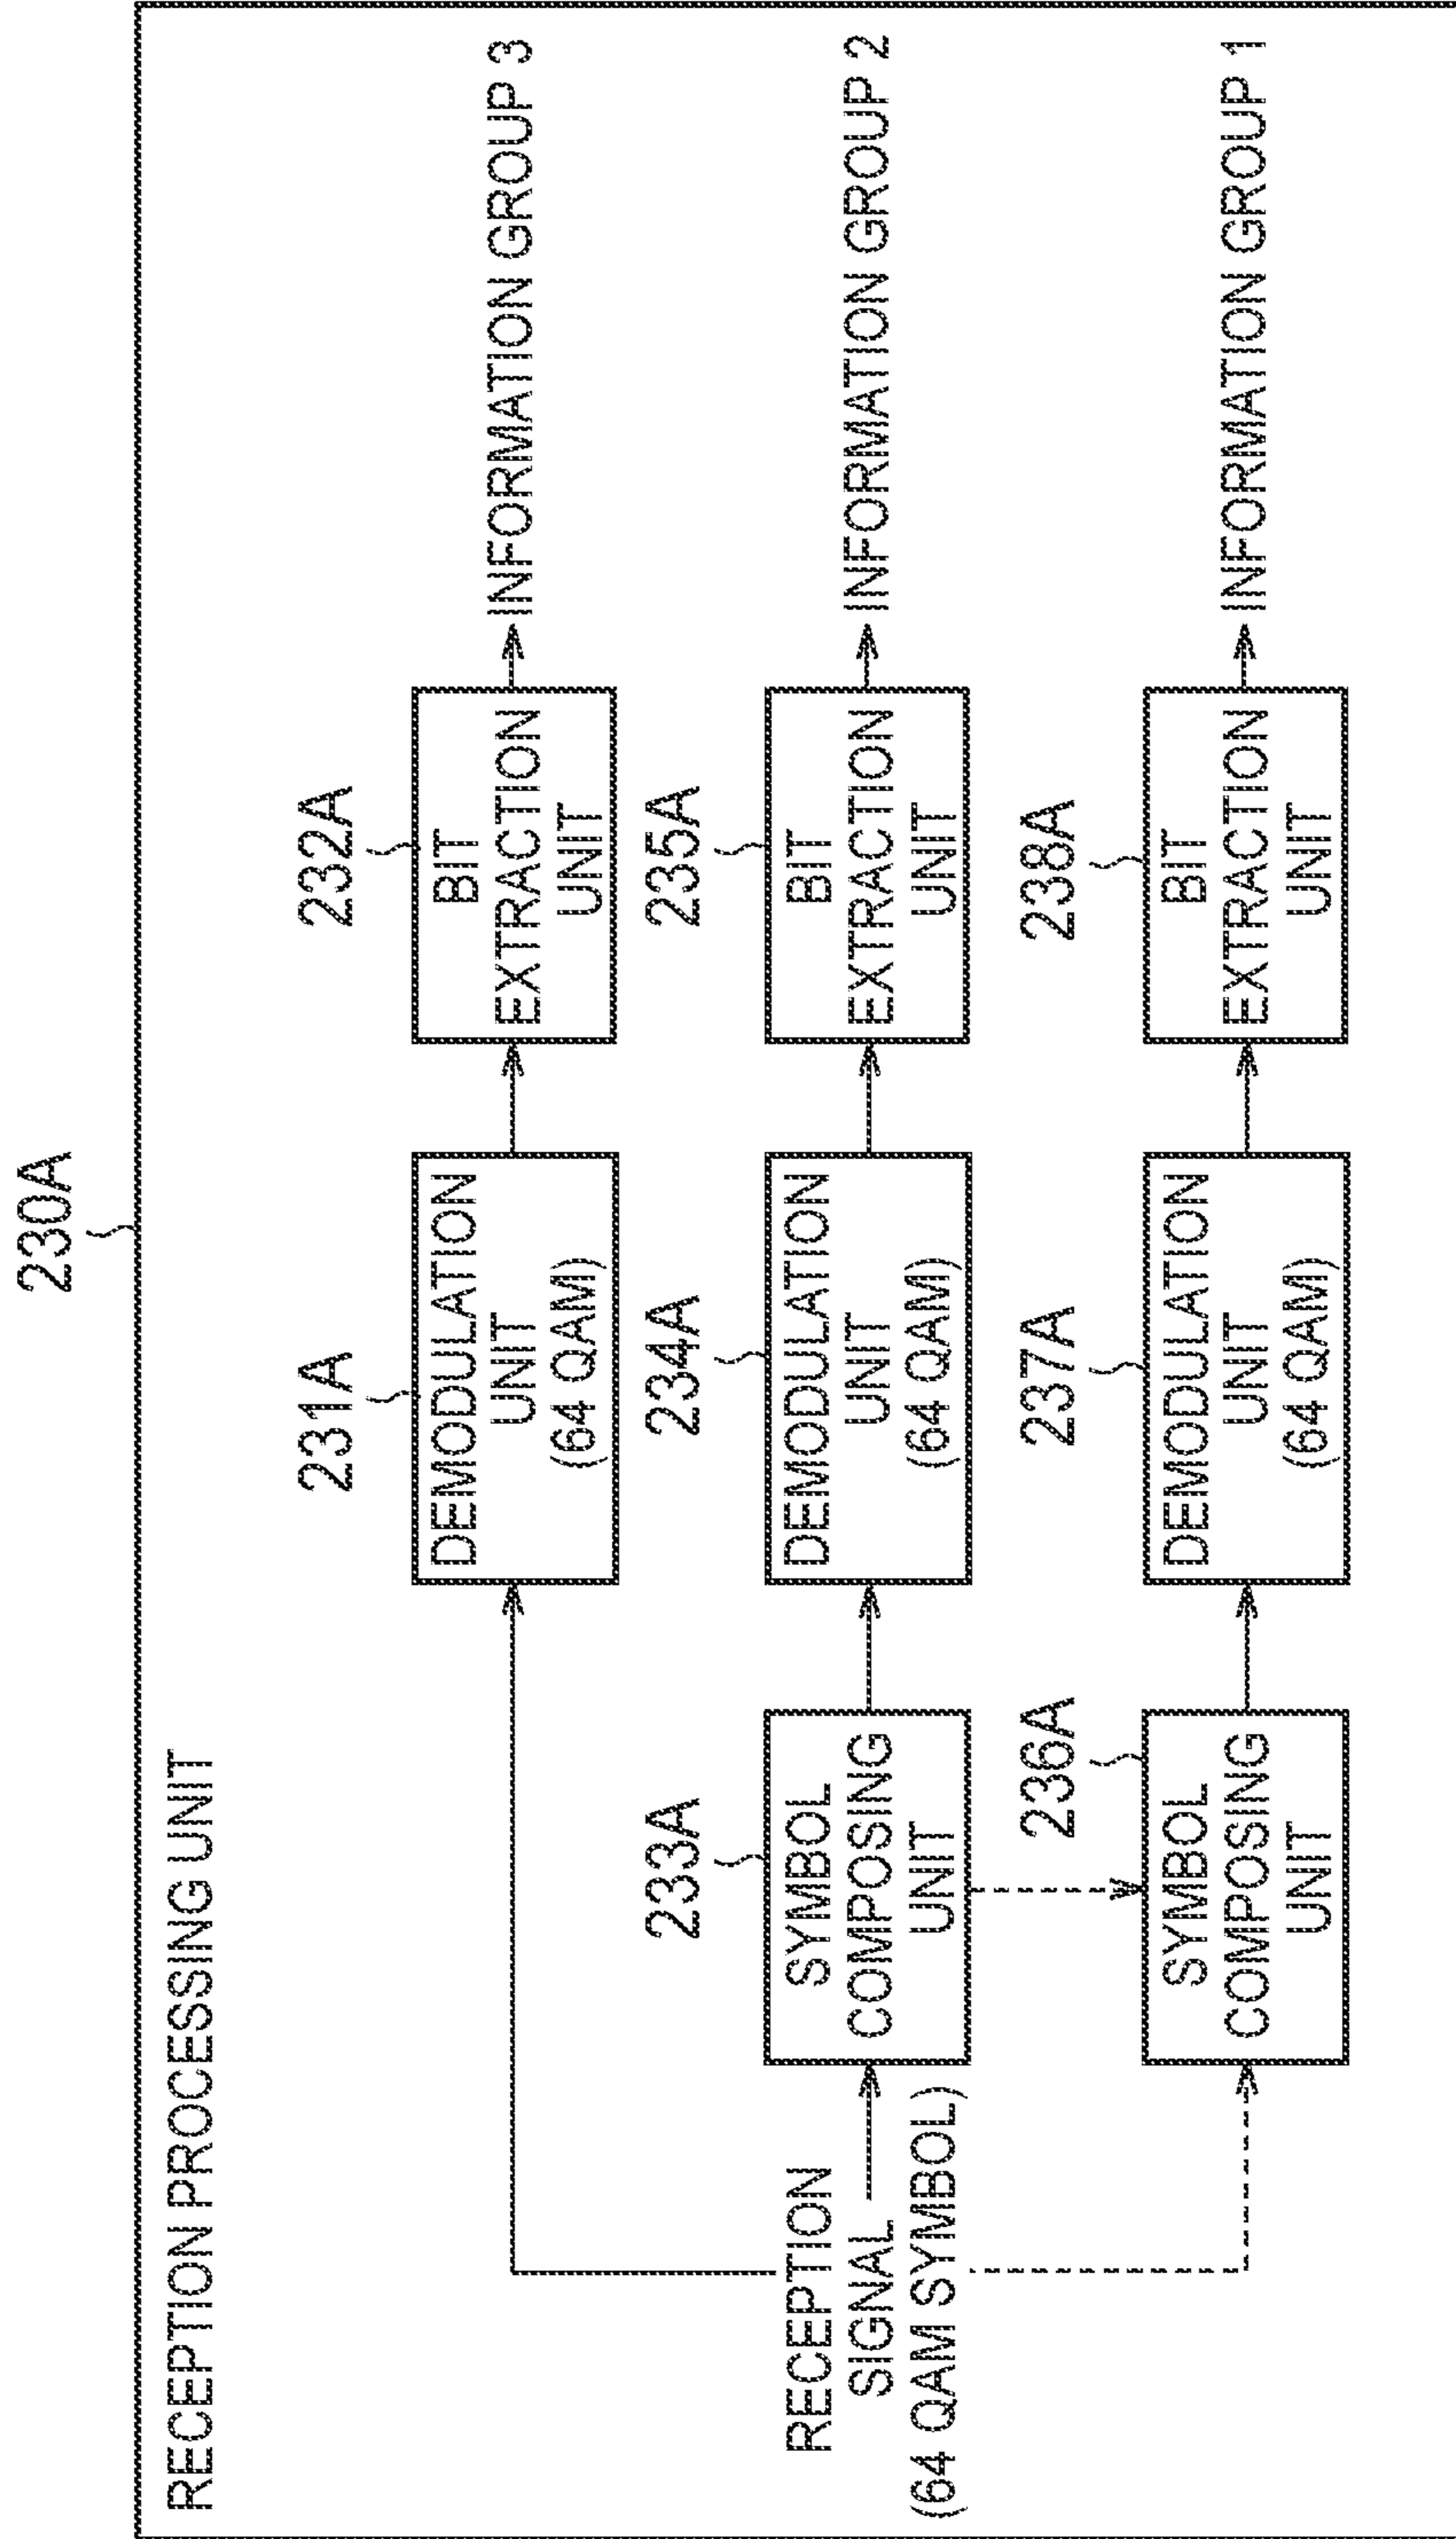 230A
RECEPTION PROCESSING UNIT
231A
DEMODULATION
UNIT
(64 QAM)
232A
BIT
EXTRACTION
UNIT
INFORMATION GROUP 3
RECEPTION
SIGNAL
(64 QAM SYMBOL)
233A
SYMBOL
COMPOSING
UNIT
234A
DEMODULATION
UNIT
(64 QAM)
235A
BIT
EXTRACTION
UNIT
INFORMATION GROUP 2
236A
SYMBOL
COMPOSING
UNIT
237A
DEMODULATION
UNIT
(64 QAM)
238A
BIT
EXTRACTION
UNIT
INFORMATION GROUP 1